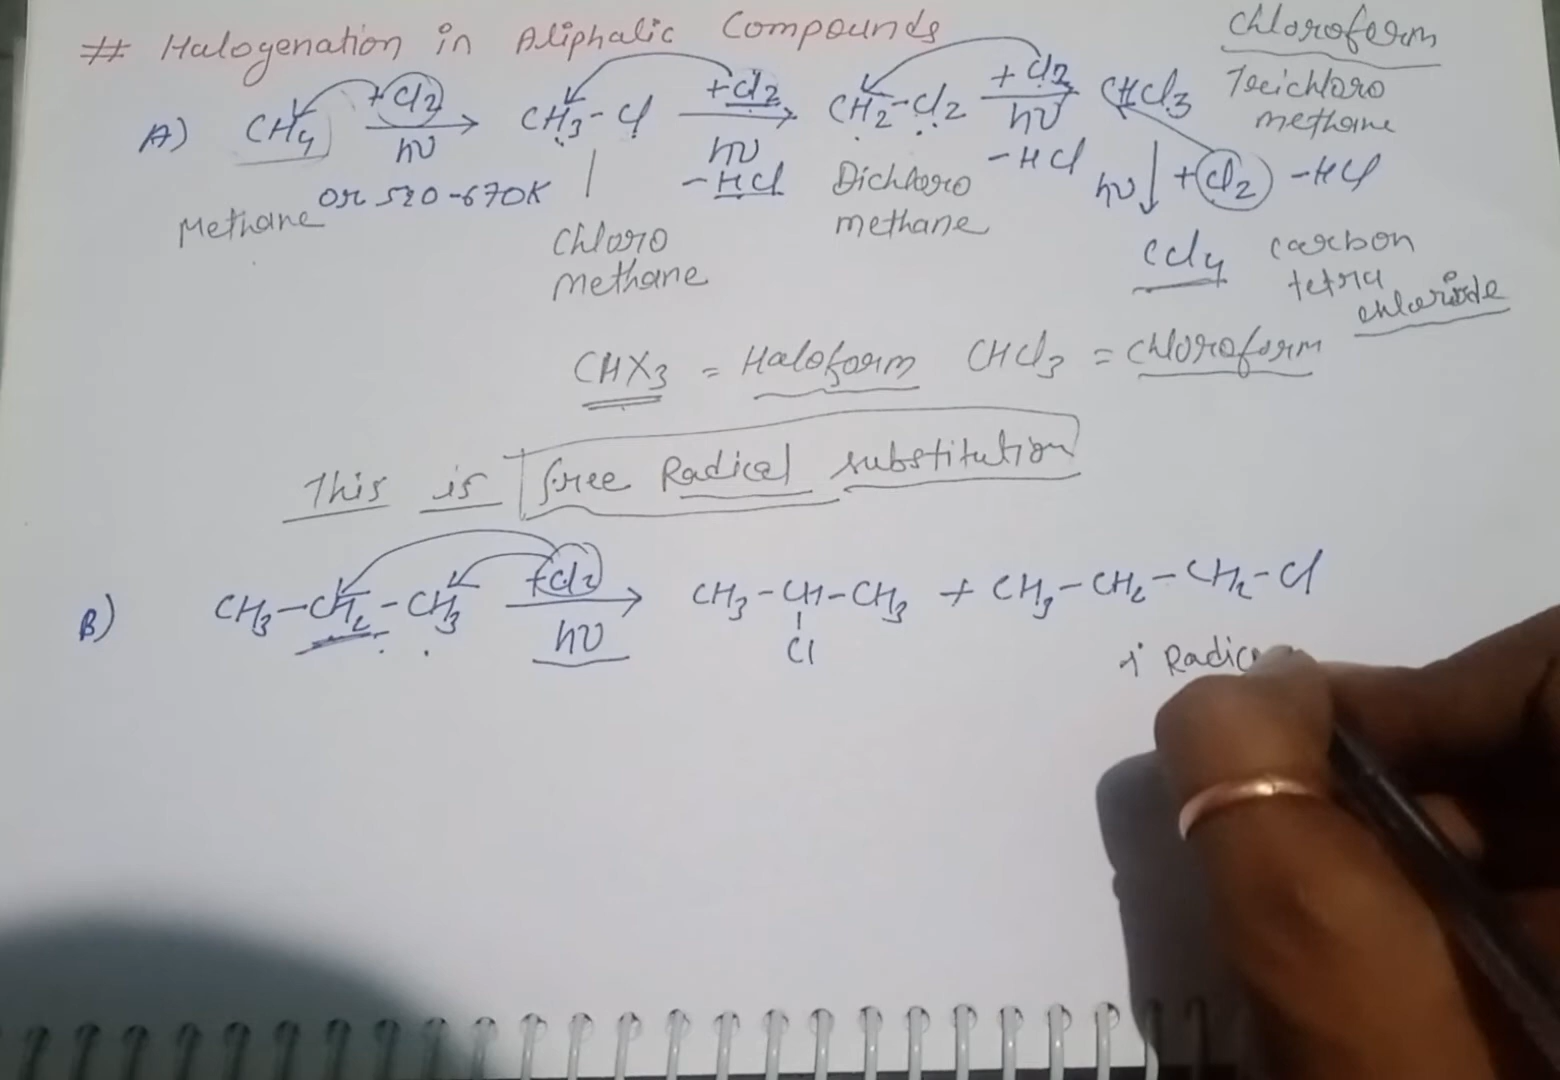 # Halogenation in Aliphalic Compounds
A) CH4 +Cl2 hν or 520-670K CH3-Cl +Cl2 hν -HCl CH2-Cl2 +Cl2 hν -HCl CHCl3
Chloroform
Treichloro
methane
Methane
Chloro
methane
Dichloro
methane
hν +Cl2 -HCl
CCl4 carbon
tetra
chloride
CHX3 = Haloform CHCl3 = Chloroform
This is free Radical substitution
B) CH3-CH2-CH3 +Cl2 hν CH3-CH-CH3 + CH3-CH2-CH2-Cl
Cl
1° Radic